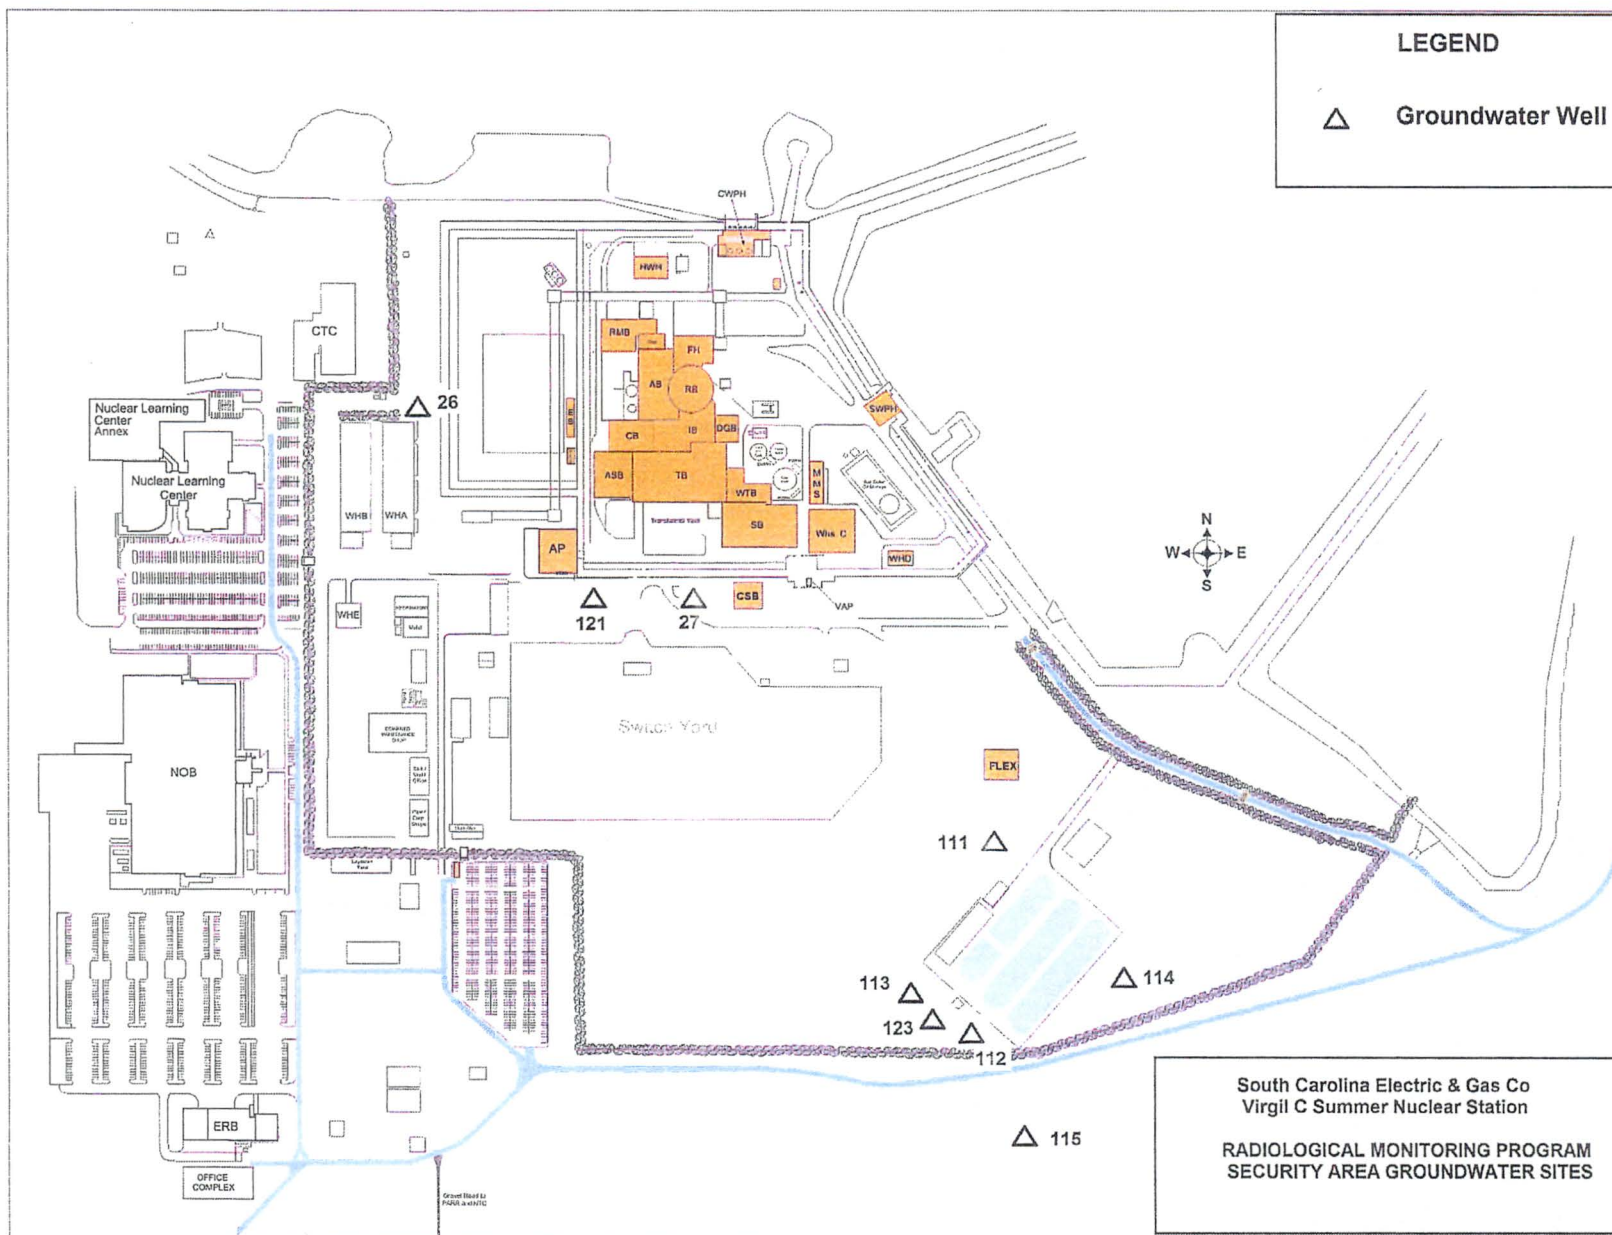 LEGEND
Groundwater Well
CWPH
HWH
RMB
FH
CTC
AB
RB
Nuclear Learning
Center
Annex
26
SWPH
CB
IB
DGB
Nuclear Learning
Center
ASB
TB
WTB
MMS
WHB
WHA
SB
Whs C
AP
WHD
N
W
E
S
CSB
VAP
WHE
121
27
Switch Yard
NOB
FLEX
111
113
114
123
112
115
ERB
OFFICE
COMPLEX
South Carolina Electric & Gas Co
Virgil C Summer Nuclear Station
RADIOLOGICAL MONITORING PROGRAM
SECURITY AREA GROUNDWATER SITES